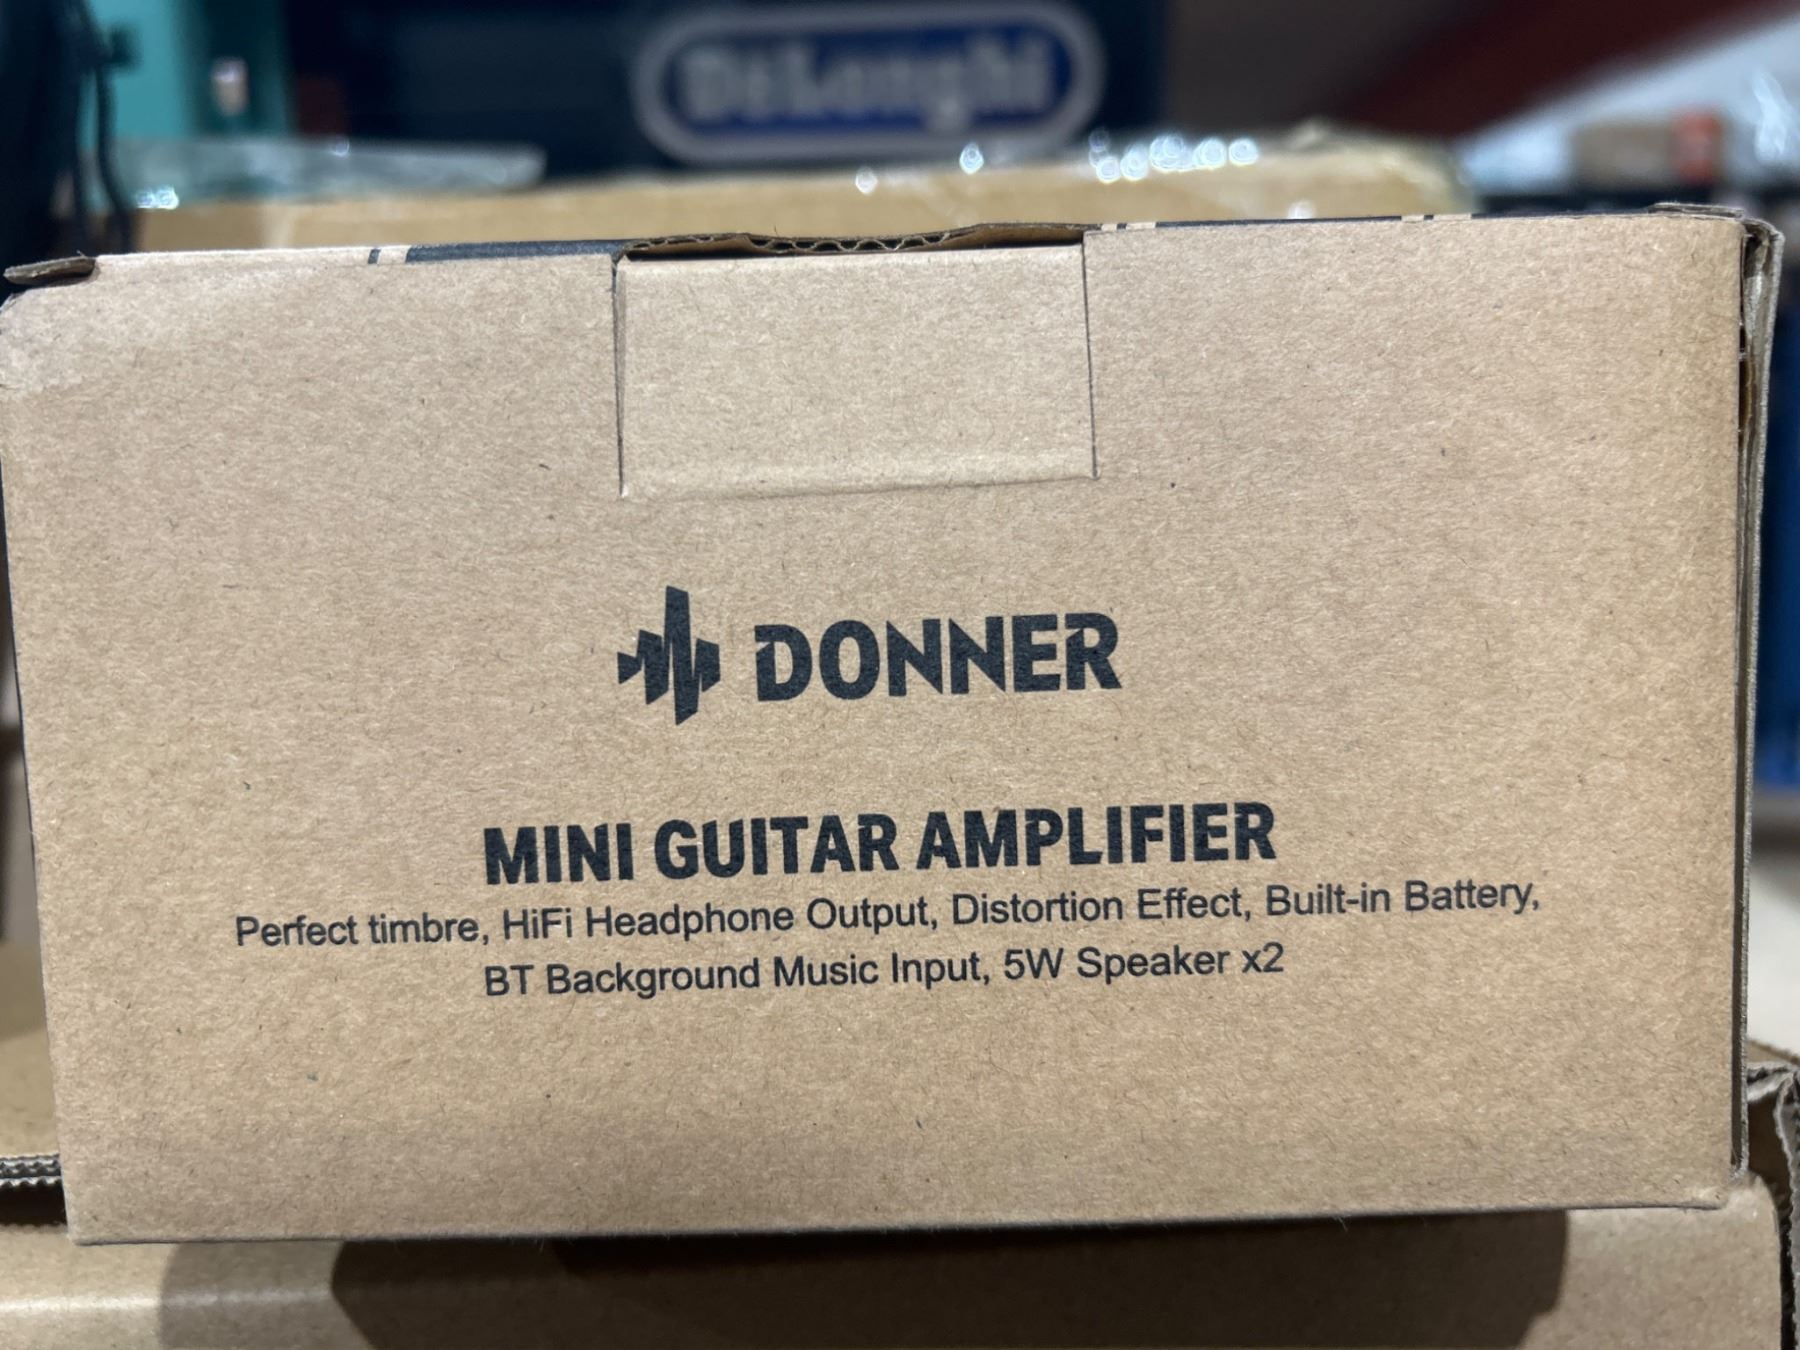 DeLonghi
DONNER
MINI GUITAR AMPLIFIER
Perfect timbre, HiFi Headphone Output, Distortion Effect, Built-in Battery,
BT Background Music Input, 5W Speaker x2